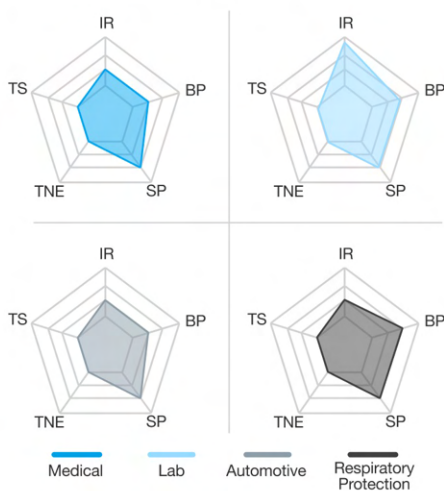 IR
IR
TS
BP
TS
BP
TNE
SP
TNE
SP
IR
IR
TS
BP
TS
BP
TNE
SP
TNE
SP
Medical
Lab
Automotive
Respiratory
Protection